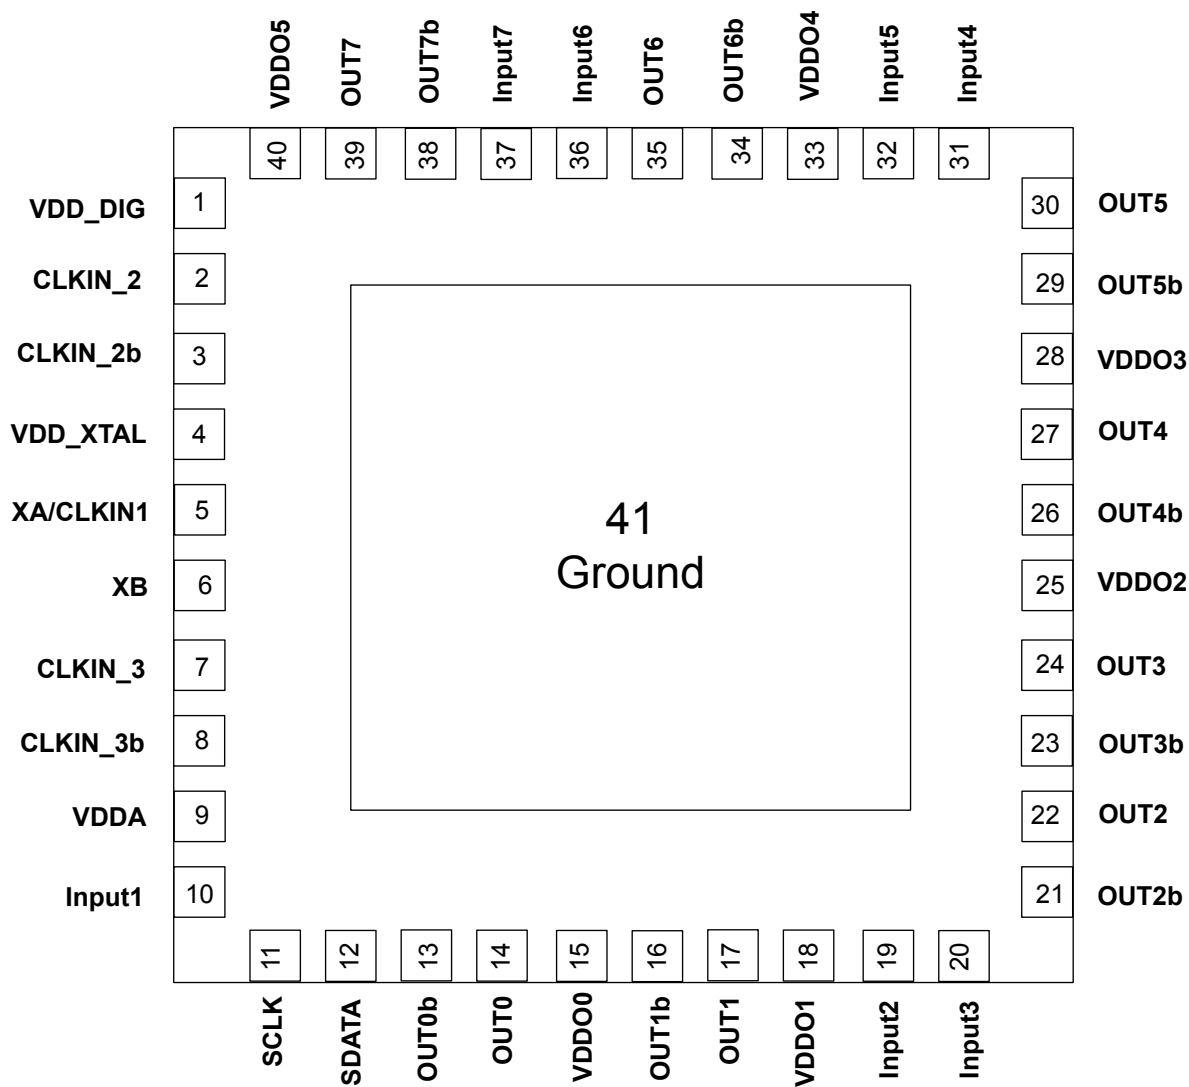 VDDO5
OUT7
OUT7b
Input7
Input6
OUT6
OUT6b
VDDO4
Input5
Input4
40
39
38
37
36
35
34
33
32
31
VDD_DIG
1
30
OUT5
CLKIN_2
2
29
OUT5b
CLKIN_2b
3
28
VDDO3
VDD_XTAL
4
27
OUT4
XA/CLKIN1
5
26
OUT4b
41
Ground
XB
6
25
VDDO2
CLKIN_3
7
24
OUT3
CLKIN_3b
8
23
OUT3b
VDDA
9
22
OUT2
Input1
10
21
OUT2b
11
12
13
14
15
16
17
18
19
20
SCLK
SDATA
OUT0b
OUT0
VDDO0
OUT1b
OUT1
VDDO1
Input2
Input3